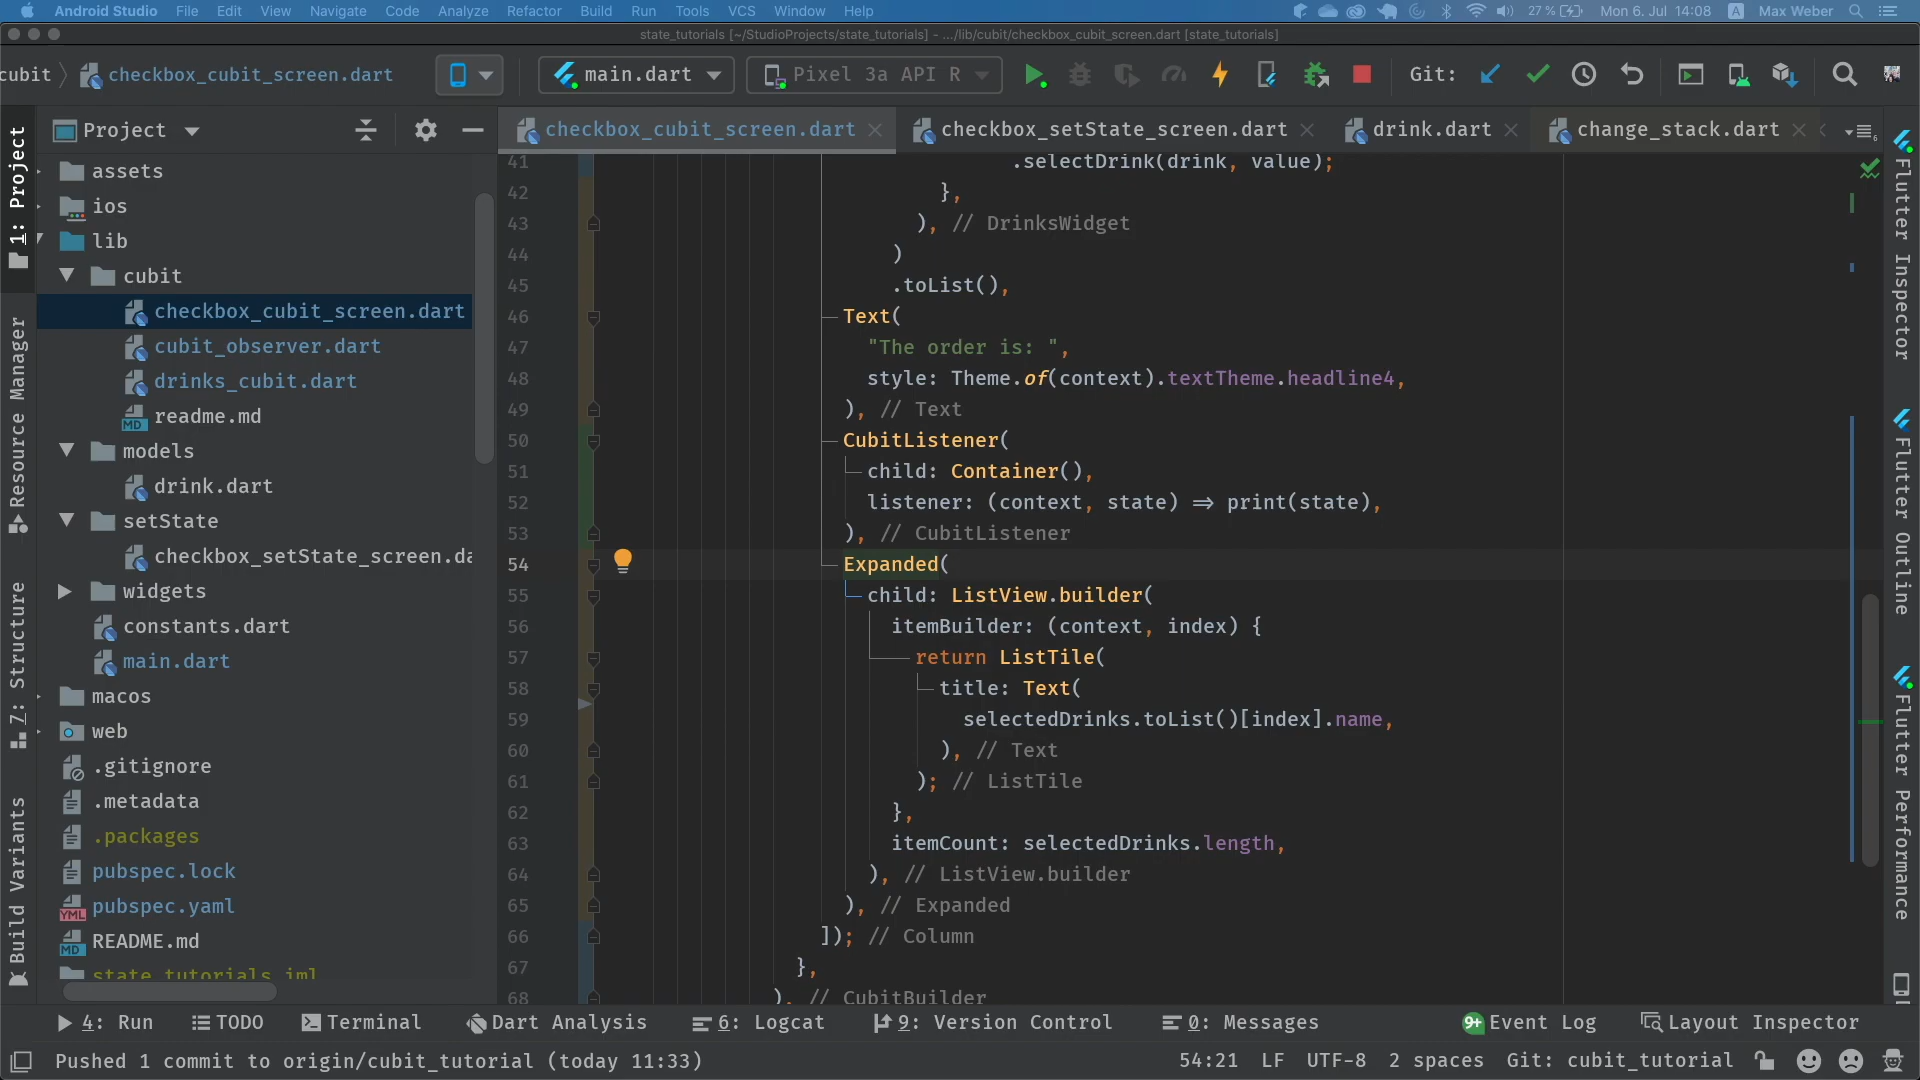 Android Studio File Edit View Navigate Code Analyze Refactor Build Run Tools VCS Window Help 27 % Mon 6. Jul 14:08 A Max Weber
state_tutorials [~/StudioProjects/state_tutorials] - .../lib/cubit/checkbox_cubit_screen.dart [state_tutorials]
cubit checkbox_cubit_screen.dart main.dart Pixel 3a API R Git:
Project checkbox_cubit_screen.dart checkbox_setState_screen.dart drink.dart change_stack.dart
1: Project
Resource Manager
7: Structure
Build Variants
assets
ios
lib
cubit
checkbox_cubit_screen.dart
cubit_observer.dart
drinks_cubit.dart
readme.md
models
drink.dart
setState
checkbox_setState_screen.da
widgets
constants.dart
main.dart
macos
web
.gitignore
.metadata
.packages
pubspec.lock
pubspec.yaml
README.md
state_tutorials.iml
41 .selectDrink(drink, value);
42 },
43 ), // DrinksWidget
44 )
45 .toList(),
46 Text(
47 "The order is: ",
48 style: Theme.of(context).textTheme.headline4,
49 ), // Text
50 CubitListener(
51 child: Container(),
52 listener: (context, state) => print(state),
53 ), // CubitListener
54 Expanded(
55 child: ListView.builder(
56 itemBuilder: (context, index) {
57 return ListTile(
58 title: Text(
59 selectedDrinks.toList()[index].name,
60 ), // Text
61 ); // ListTile
62 },
63 itemCount: selectedDrinks.length,
64 ), // ListView.builder
65 ), // Expanded
66 ]); // Column
67 },
68 ), // CubitBuilder
Flutter Inspector
Flutter Outline
Flutter Performance
4: Run TODO Terminal Dart Analysis 6: Logcat 9: Version Control 0: Messages 9+ Event Log Layout Inspector
Pushed 1 commit to origin/cubit_tutorial (today 11:33) 54:21 LF UTF-8 2 spaces Git: cubit_tutorial